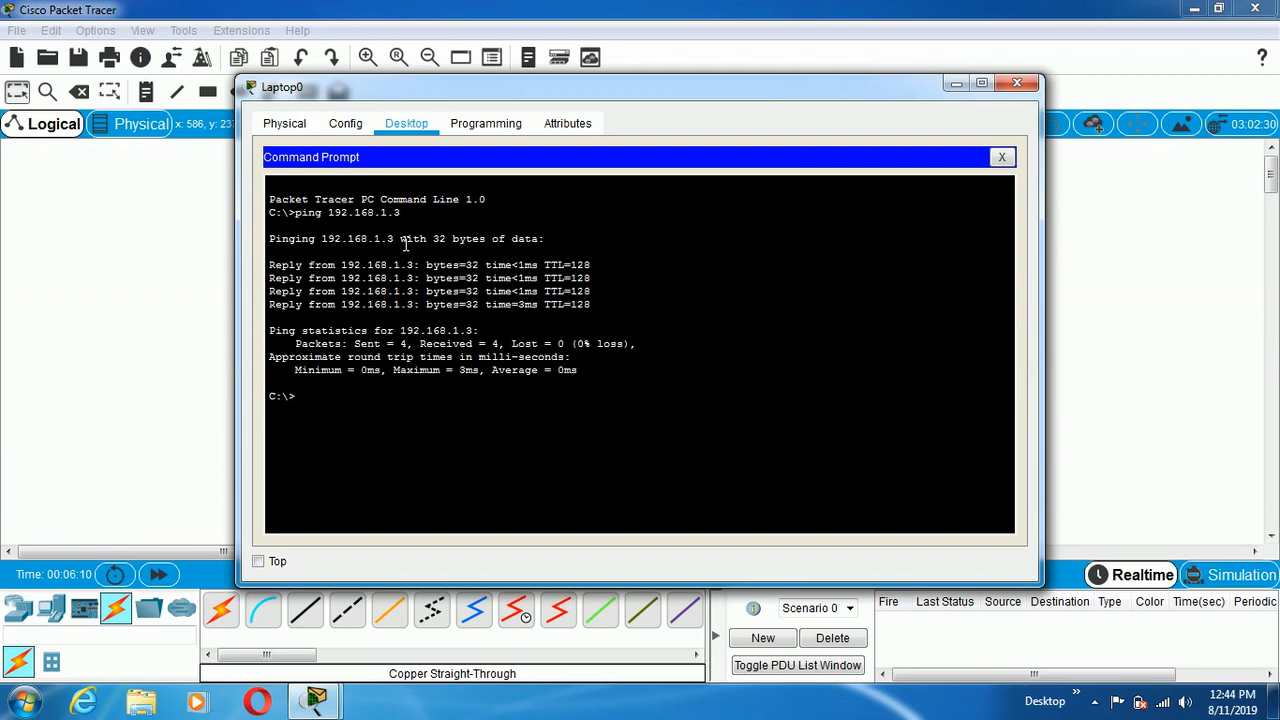 Cisco Packet Tracer
File Edit Options View Tools Extensions Help
?
Laptop0
Logical Physical x: 586, y: 237
03:02:30
Physical Config Desktop Programming Attributes
Command Prompt
X
Packet Tracer PC Command Line 1.0
C:\>ping 192.168.1.3
Pinging 192.168.1.3 with 32 bytes of data:
Reply from 192.168.1.3: bytes=32 time<1ms TTL=128
Reply from 192.168.1.3: bytes=32 time<1ms TTL=128
Reply from 192.168.1.3: bytes=32 time<1ms TTL=128
Reply from 192.168.1.3: bytes=32 time=3ms TTL=128
Ping statistics for 192.168.1.3:
Packets: Sent = 4, Received = 4, Lost = 0 (0% loss),
Approximate round trip times in milli-seconds:
Minimum = 0ms, Maximum = 3ms, Average = 0ms
C:\>
Top
Time: 00:06:10
Realtime Simulation
Scenario 0
Fire Last Status Source Destination Type Color Time(sec) Periodic
New Delete
Toggle PDU List Window
Copper Straight-Through
Desktop
12:44 PM
8/11/2019